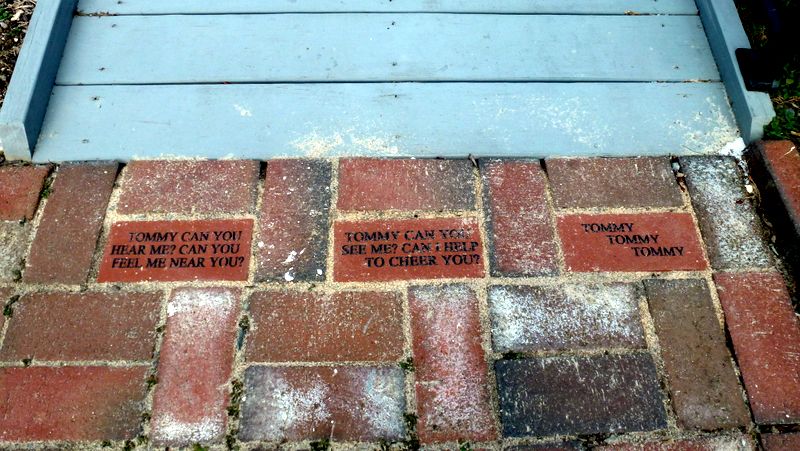 TOMMY CAN YOU
HEAR ME? CAN YOU
FEEL ME NEAR YOU?
TOMMY CAN YOU
SEE ME? CAN I HELP
TO CHEER YOU?
TOMMY
TOMMY
TOMMY